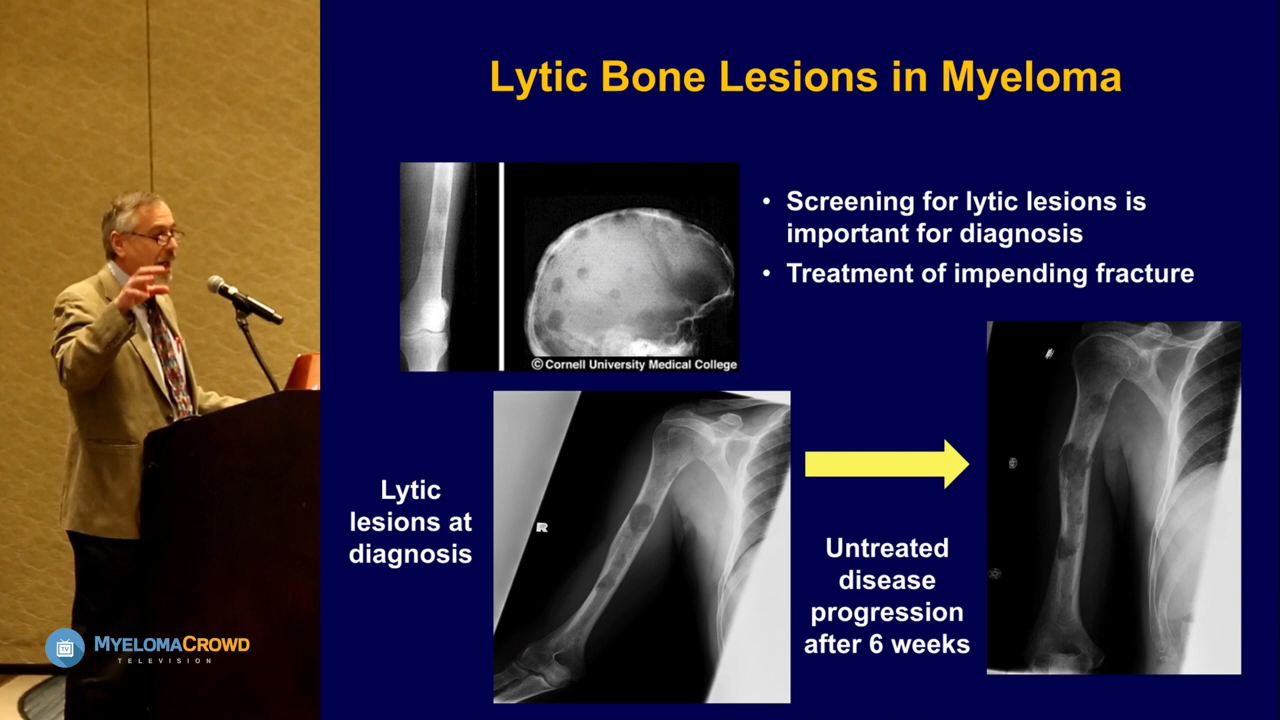 Lytic Bone Lesions in Myeloma
• Screening for lytic lesions is
important for diagnosis
• Treatment of impending fracture
© Cornell University Medical College
Lytic
lesions at
diagnosis
R
Untreated
disease
progression
after 6 weeks
MYELOMACROWD
TELEVISION
TV